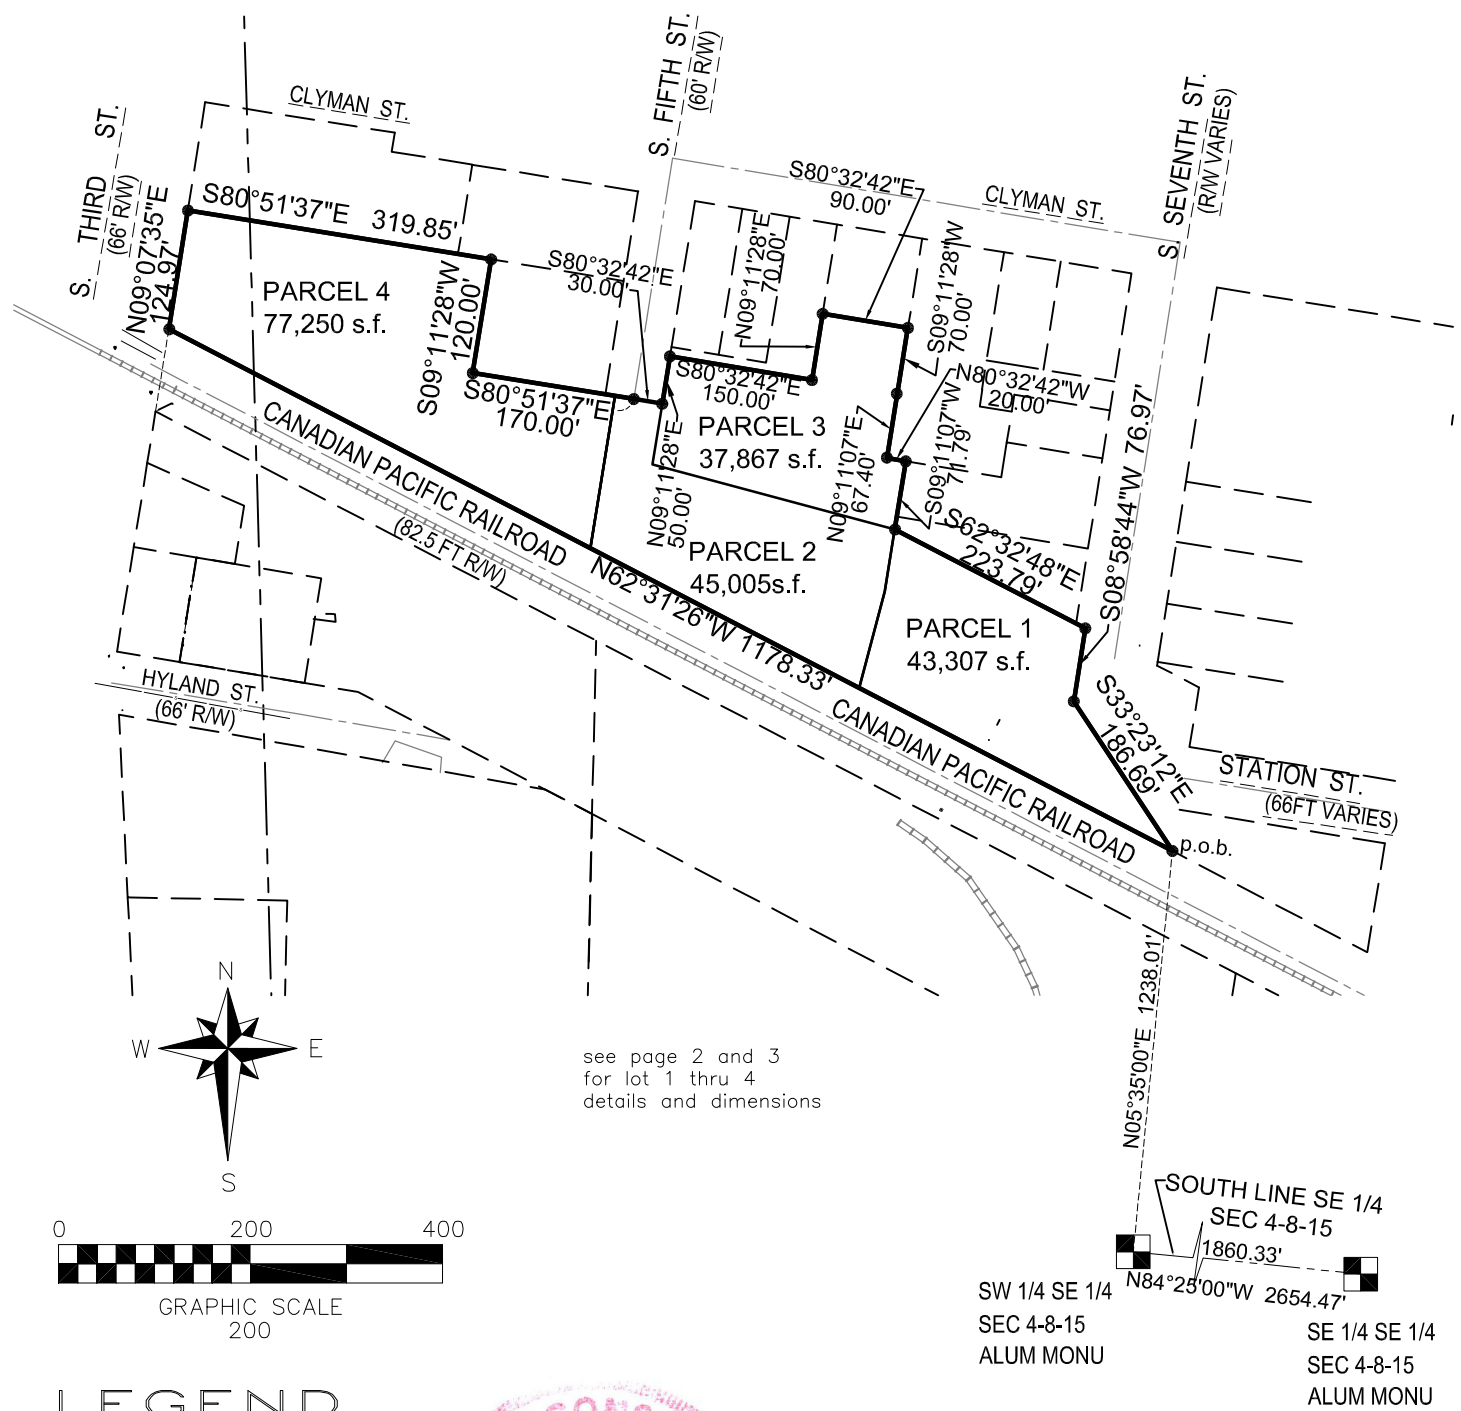 CLYMAN ST.
S. FIFTH ST.
(60' R/W)
S. SEVENTH ST.
(R/W VARIES)
S. THIRD ST.
(66' R/W)
CLYMAN ST.
N09°07'35"E
124.97'
S80°51'37"E 319.85'
S09°11'28"W
120.00'
S80°51'37"E
170.00'
S80°32'42"E
30.00'
N09°11'28"E
50.00'
S80°32'42"E
150.00'
N09°11'28"E
70.00'
S80°32'42"E
90.00'
S09°11'28"W
70.00'
N09°11'07"E
67.40'
N80°32'42"W
20.00'
S09°11'07"W
71.79'
S62°32'48"E
223.79'
S08°58'44"W 76.97'
S33°23'12"E
186.69'
PARCEL 4
77,250 s.f.
PARCEL 3
37,867 s.f.
PARCEL 2
45,005s.f.
PARCEL 1
43,307 s.f.
CANADIAN PACIFIC RAILROAD
(82.5 FT R/W)
N62°31'26"W 1178.33'
CANADIAN PACIFIC RAILROAD
HYLAND ST.
(66' R/W)
STATION ST.
(66FT VARIES)
p.o.b.
N05°35'00"E 1238.01'
N
W
E
S
see page 2 and 3
for lot 1 thru 4
details and dimensions
SOUTH LINE SE 1/4
SEC 4-8-15
1860.33'
N84°25'00"W 2654.47'
SW 1/4 SE 1/4
SEC 4-8-15
ALUM MONU
SE 1/4 SE 1/4
SEC 4-8-15
ALUM MONU
0 200 400
GRAPHIC SCALE
200
LEGEND